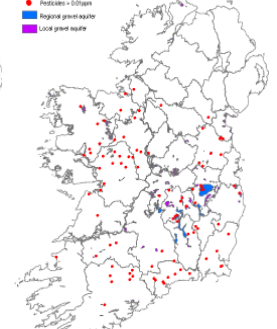 Pesticides > 0.01ppm
Regional gravel aquifer
Local gravel aquifer